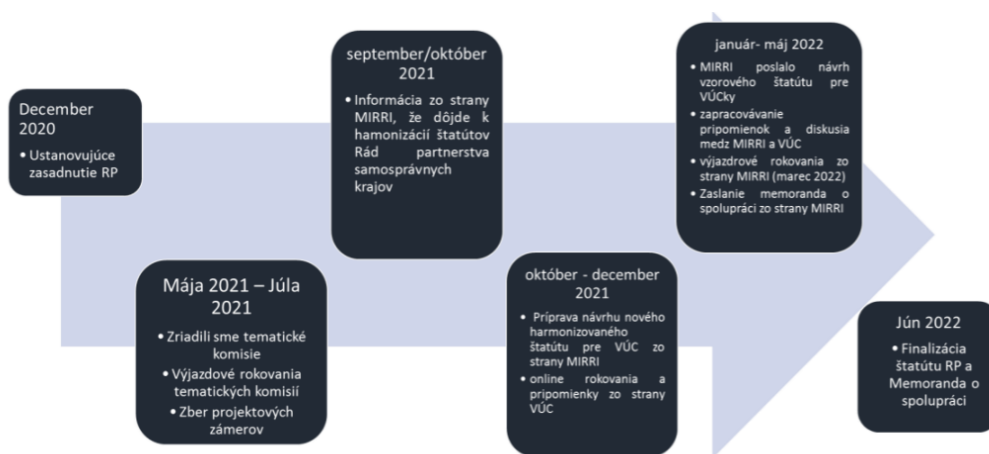 December
2020
• Ustanovujúce
zasadnutie RP
Mája 2021 – Júla
2021
• Zriadili sme tematické
komisie
• Výjazdové rokovania
tematických komisií
• Zber projektových
zámerov
september/október
2021
• Informácia zo strany
MIRRI, že dôjde k
hamonizácií štatútov
Rád partnerstva
samosprávnych
krajov
október - december
2021
• Príprava návrhu nového
harmonizovaného
štatútu pre VÚC zo
strany MIRRI
• online rokovania a
pripomienky zo strany
VÚC
január- máj 2022
• MIRRI poslalo návrh
vzorového štatútu pre
VÚCky
• zapracovávanie
pripomienok a diskusia
medz MIRRI a VÚC
• výjazdrové rokovania zo
strany MIRRI (marec 2022)
• Zaslanie memoranda o
spolupráci zo strany MIRRI
Jún 2022
• Finalizácia
štatútu RP a
Memoranda o
spolupráci